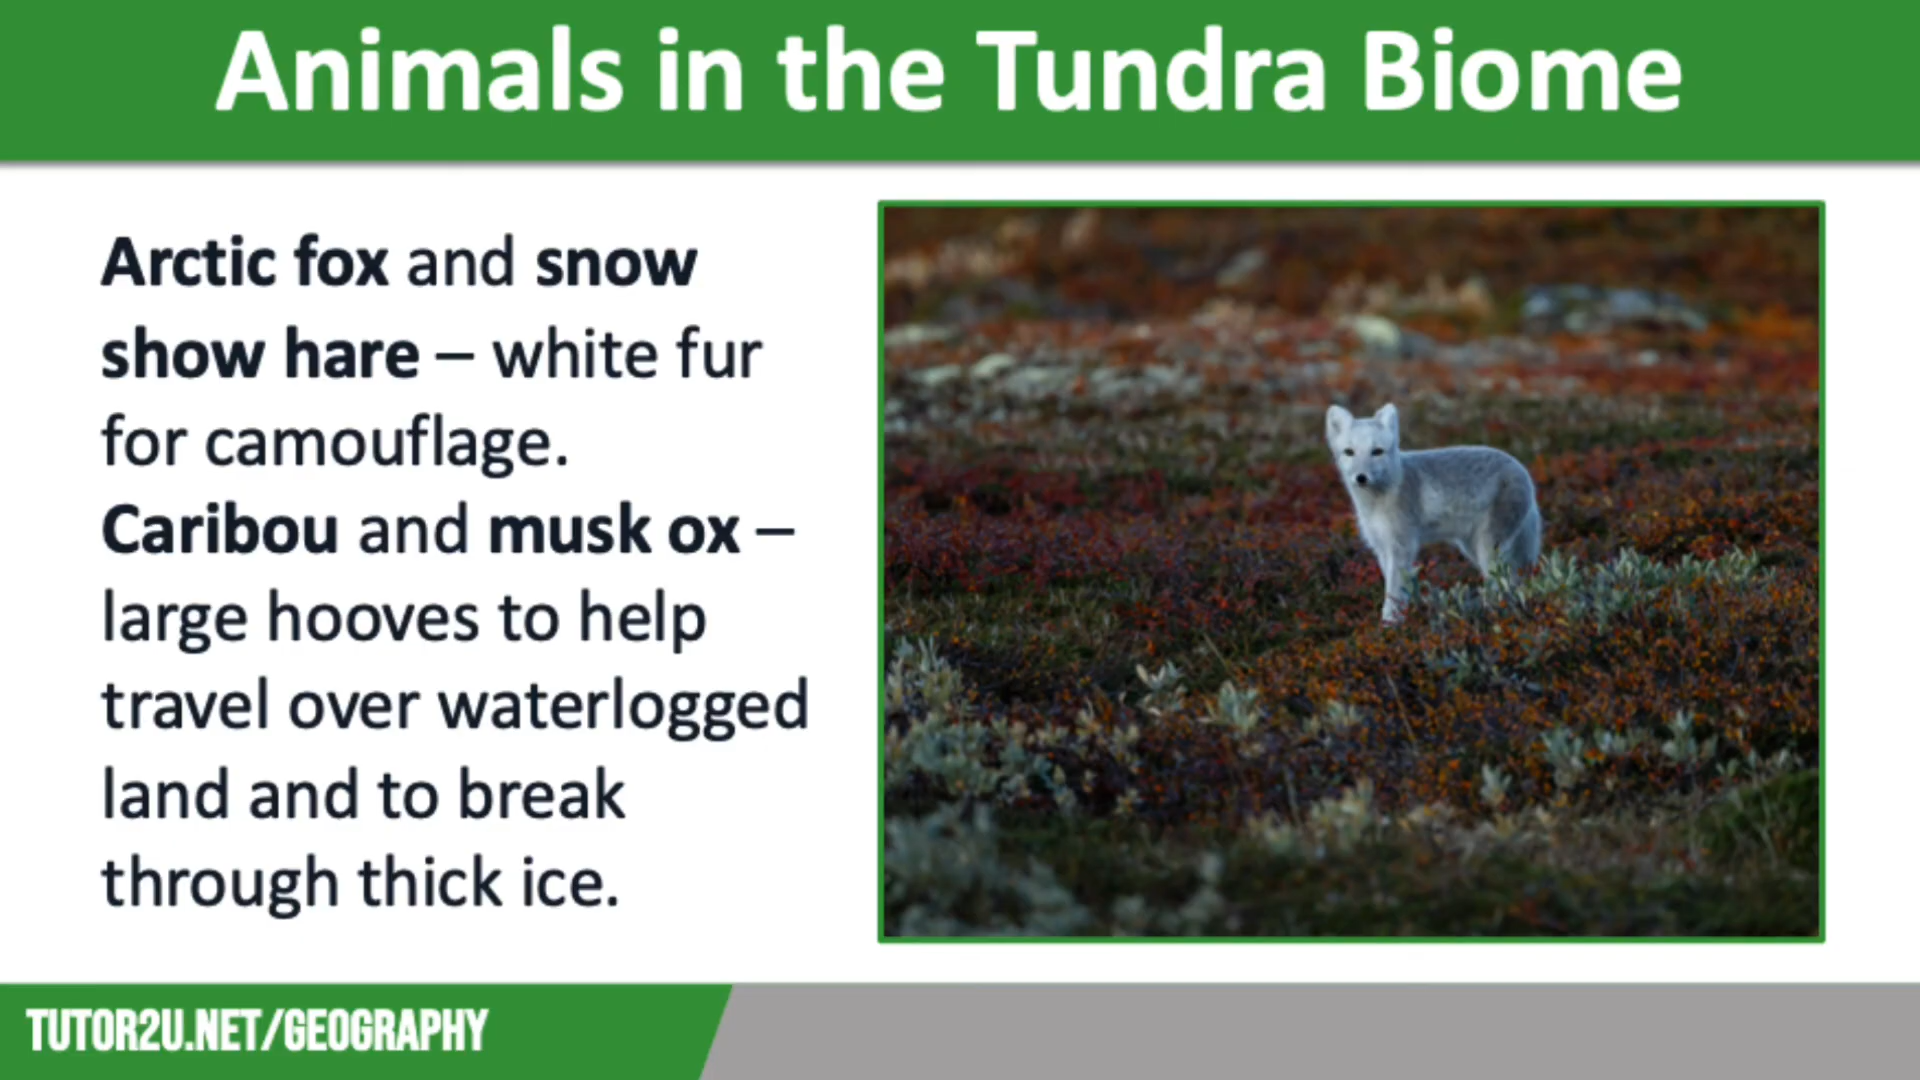 Animals in the Tundra Biome
Arctic fox and snow
show hare – white fur
for camouflage.
Caribou and musk ox –
large hooves to help
travel over waterlogged
land and to break
through thick ice.
TUTOR2U.NET/GEOGRAPHY